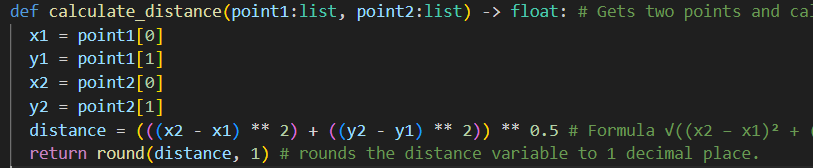 def calculate_distance(point1:list, point2:list) -> float: # Gets two points and
x1 = point1[0]
y1 = point1[1]
x2 = point2[0]
y2 = point2[1]
distance = (((x2 - x1) ** 2) + ((y2 - y1) ** 2)) ** 0.5 # Formula √((x2 – x1)² +
return round(distance, 1) # rounds the distance variable to 1 decimal place.